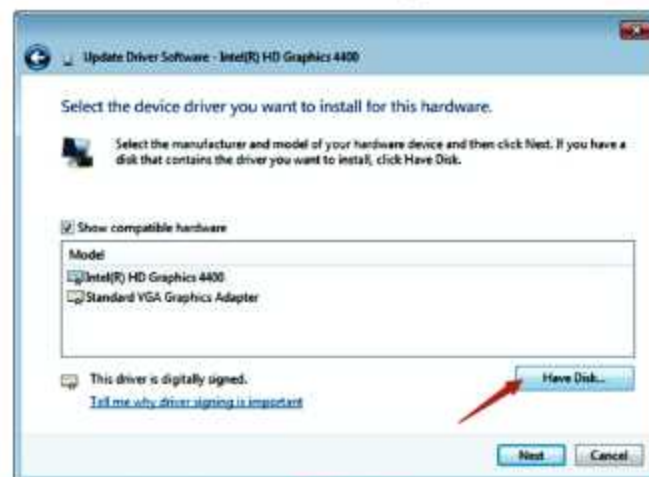 Update Driver Software - Intel(R) HD Graphics 4400
Select the device driver you want to install for this hardware.
Select the manufacturer and model of your hardware device and then click Next. If you have a
disk that contains the driver you want to install, click Have Disk.
Show compatible hardware
Model
Intel(R) HD Graphics 4400
Standard VGA Graphics Adapter
This driver is digitally signed.
Tell me why driver signing is important
Have Disk...
Next
Cancel